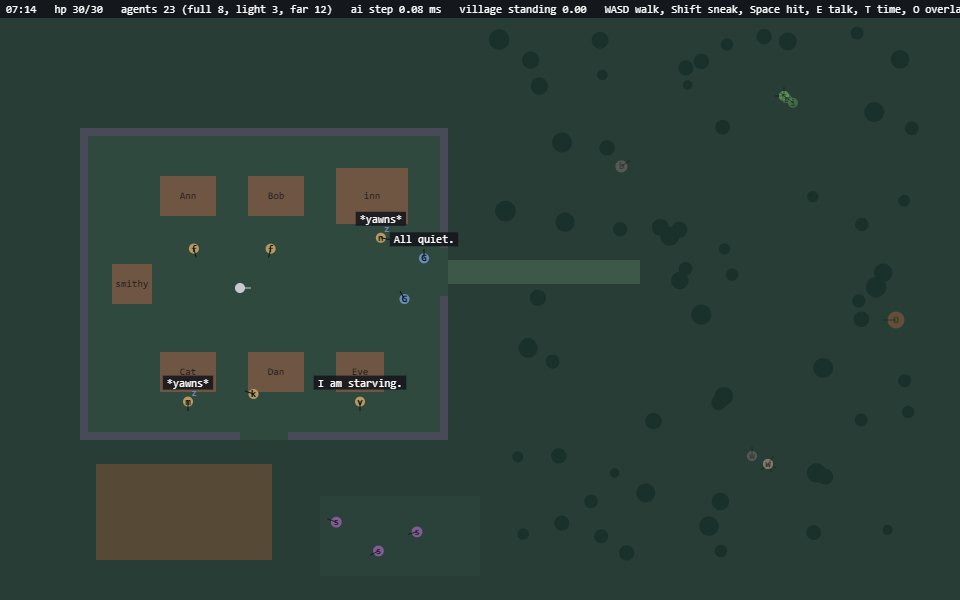 07:14 hp 30/30 agents 23 (full 8, light 3, far 12) ai step 0.08 ms village standing 0.00 WASD walk, Shift sneak, Space hit, E talk, T time, O overla
Ann
Bob
inn
*yawns*
z
n
All quiet.
f
f
G
smithy
G
Cat
Dan
Eve
*yawns*
z
I am starving.
m
k
y
s
s
s
W